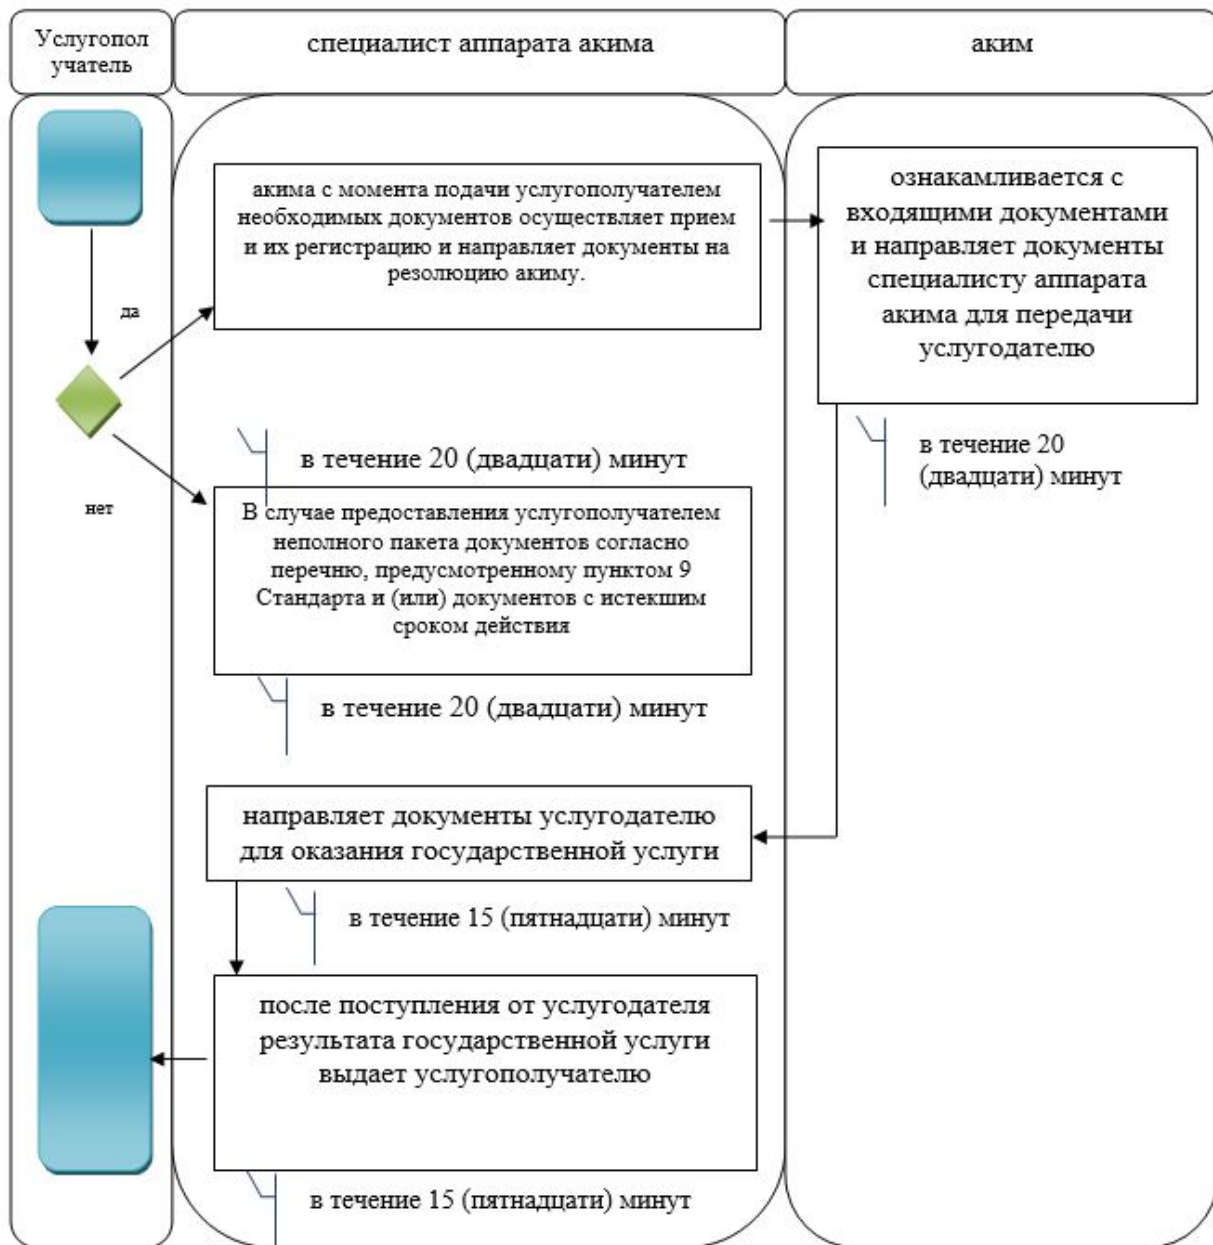 Услугопол
учатель
специалист аппарата акима
аким
акима с момента подачи услугополучателем
необходимых документов осуществляет прием
и их регистрацию и направляет документы на
резолюцию акиму.
ознакамливается с
входящими документами
и направляет документы
специалисту аппарата
акима для передачи
услугодателю
да
в течение 20 (двадцати) минут
в течение 20
(двадцати) минут
нет
В случае предоставления услугополучателем
неполного пакета документов согласно
перечню, предусмотренному пунктом 9
Стандарта и (или) документов с истекшим
сроком действия
в течение 20 (двадцати) минут
направляет документы услугодателю
для оказания государственной услуги
в течение 15 (пятнадцати) минут
после поступления от услугодателя
результата государственной услуги
выдает услугополучателю
в течение 15 (пятнадцати) минут